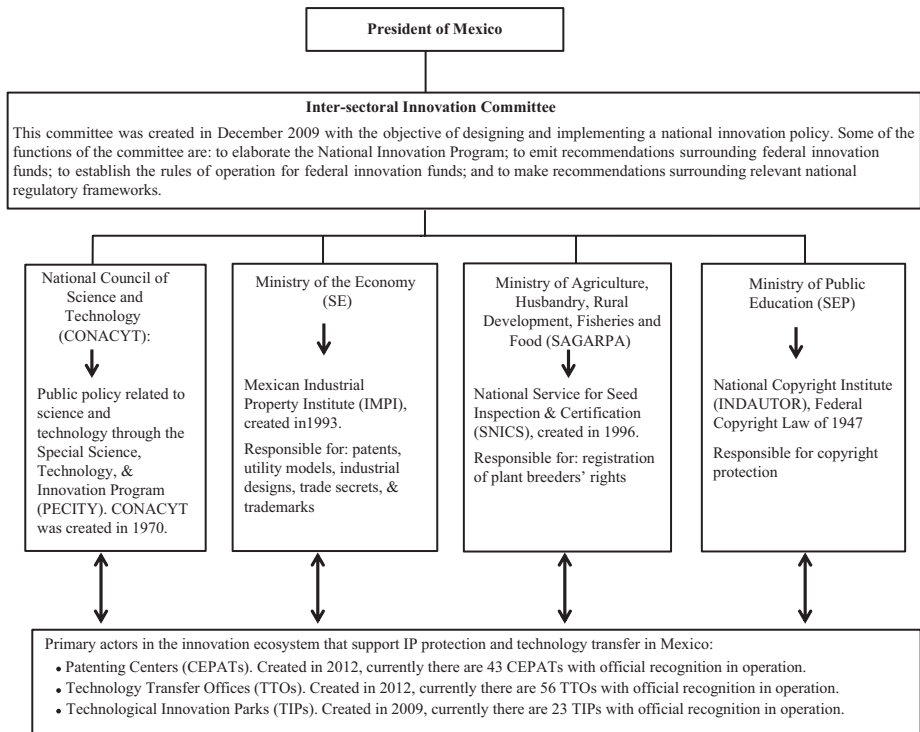 President of Mexico
Inter-sectoral Innovation Committee
This committee was created in December 2009 with the objective of designing and implementing a national innovation policy. Some of the
functions of the committee are: to elaborate the National Innovation Program; to emit recommendations surrounding federal innovation
funds; to establish the rules of operation for federal innovation funds; and to make recommendations surrounding relevant national
regulatory frameworks.
National Council of
Science and
Technology
(CONACYT):
Public policy related to
science and
technology through the
Special Science,
Technology, &
Innovation Program
(PECITY). CONACYT
was created in 1970.
Ministry of the Economy
(SE)
Mexican Industrial
Property Institute (IMPI),
created in1993.
Responsible for: patents,
utility models, industrial
designs, trade secrets, &
trademarks
Ministry of Agriculture,
Husbandry, Rural
Development, Fisheries and
Food (SAGARPA)
National Service for Seed
Inspection & Certification
(SNICS), created in 1996.
Responsible for: registration
of plant breeders' rights
Ministry of Public
Education (SEP)
National Copyright Institute
(INDAUTOR), Federal
Copyright Law of 1947
Responsible for copyright
protection
Primary actors in the innovation ecosystem that support IP protection and technology transfer in Mexico:
• Patenting Centers (CEPATs). Created in 2012, currently there are 43 CEPATs with official recognition in operation.
• Technology Transfer Offices (TTOs). Created in 2012, currently there are 56 TTOs with official recognition in operation.
• Technological Innovation Parks (TIPs). Created in 2009, currently there are 23 TIPs with official recognition in operation.